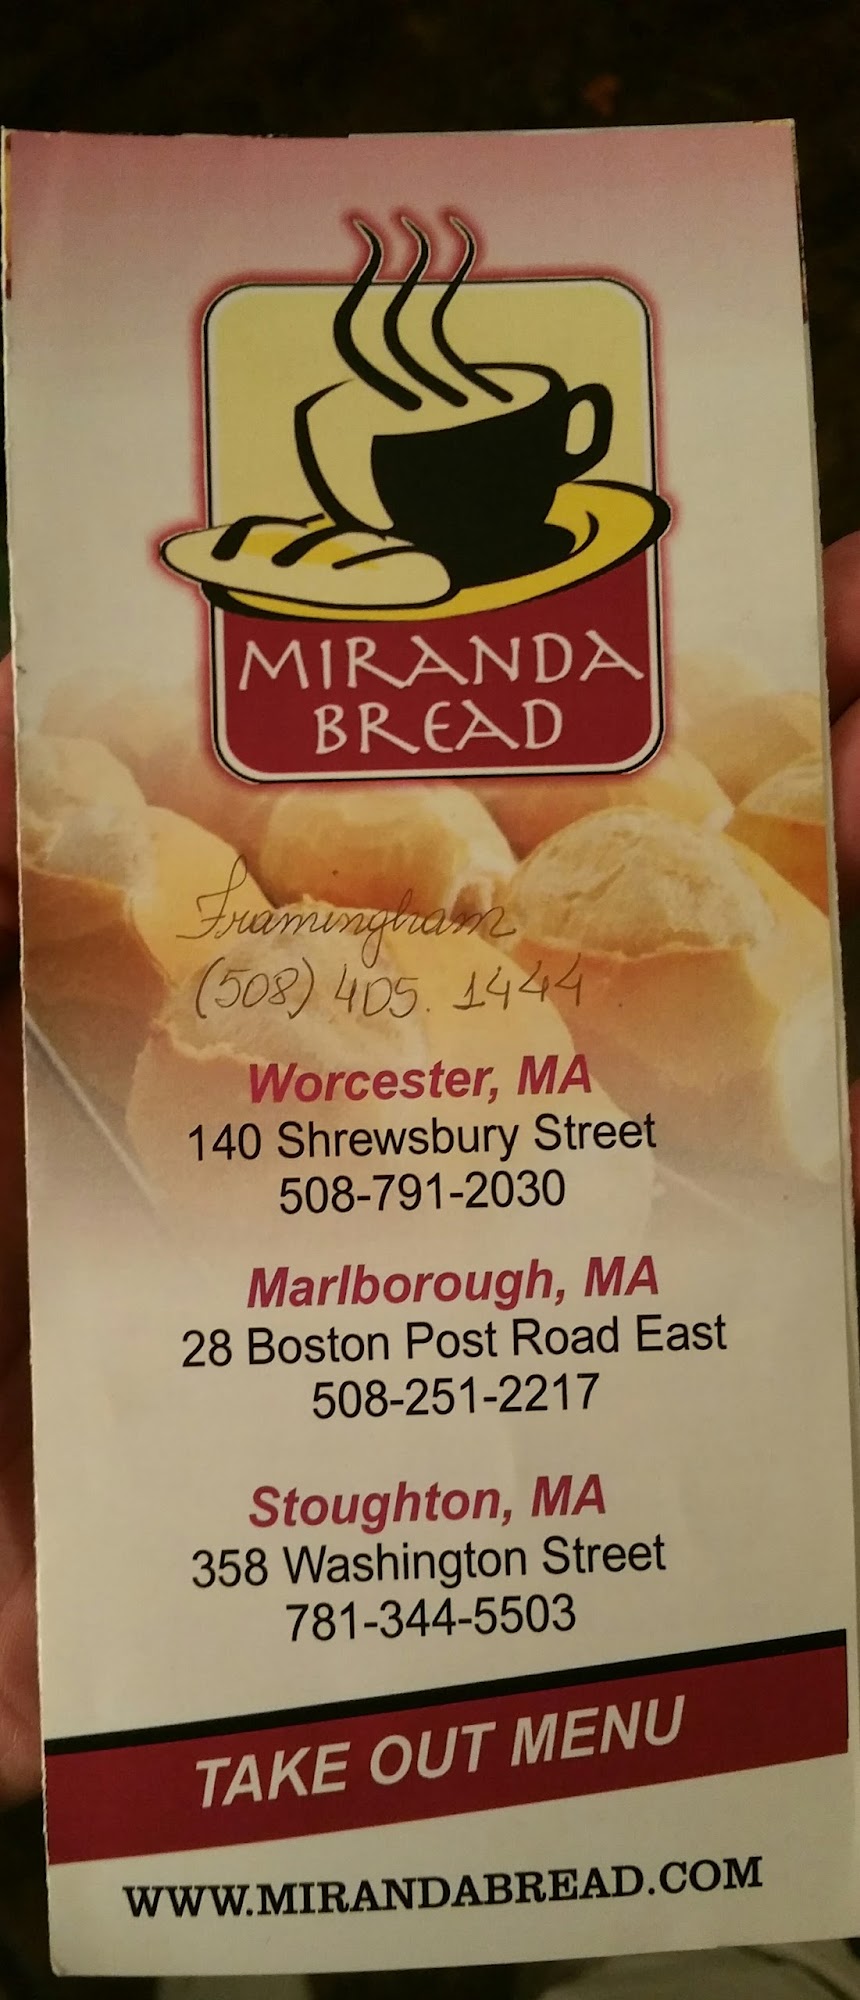 MIRANDA
BREAD
Framingham
(508) 405. 1444
Worcester, MA
140 Shrewsbury Street
508-791-2030
Marlborough, MA
28 Boston Post Road East
508-251-2217
Stoughton, MA
358 Washington Street
781-344-5503
TAKE OUT MENU
WWW.MIRANDABREAD.COM